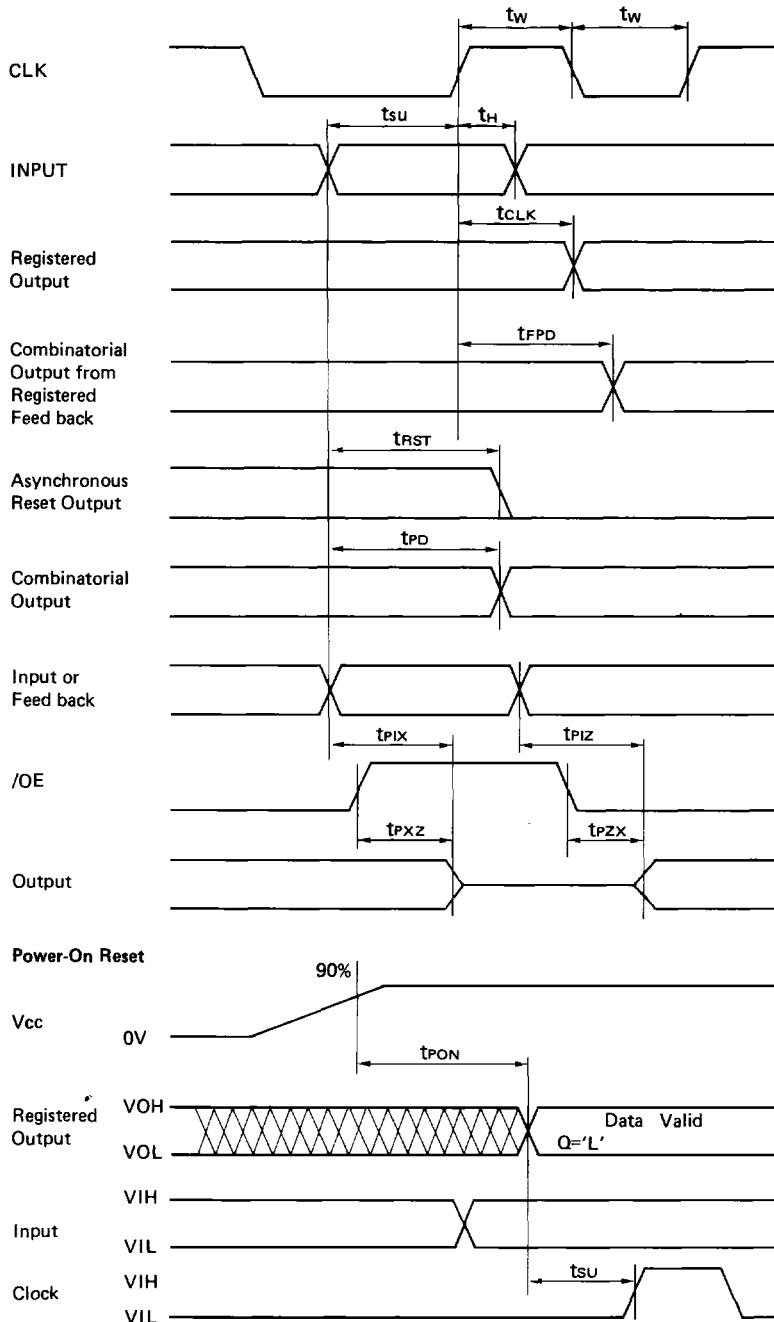 tW tW
CLK
tSU tH
INPUT
tCLK
Registered
Output
tFPD
Combinatorial
Output from
Registered
Feed back
tRST
Asynchronous
Reset Output
tPD
Combinatorial
Output
Input or
Feed back
tPIX tPIZ
/OE
tPXZ tPZX
Output
Power-On Reset
90%
Vcc 0V
tPON
Registered
Output
VOH
VOL
Data Valid
Q='L'
VIH
Input
VIL
tSU
VIH
Clock
VIL